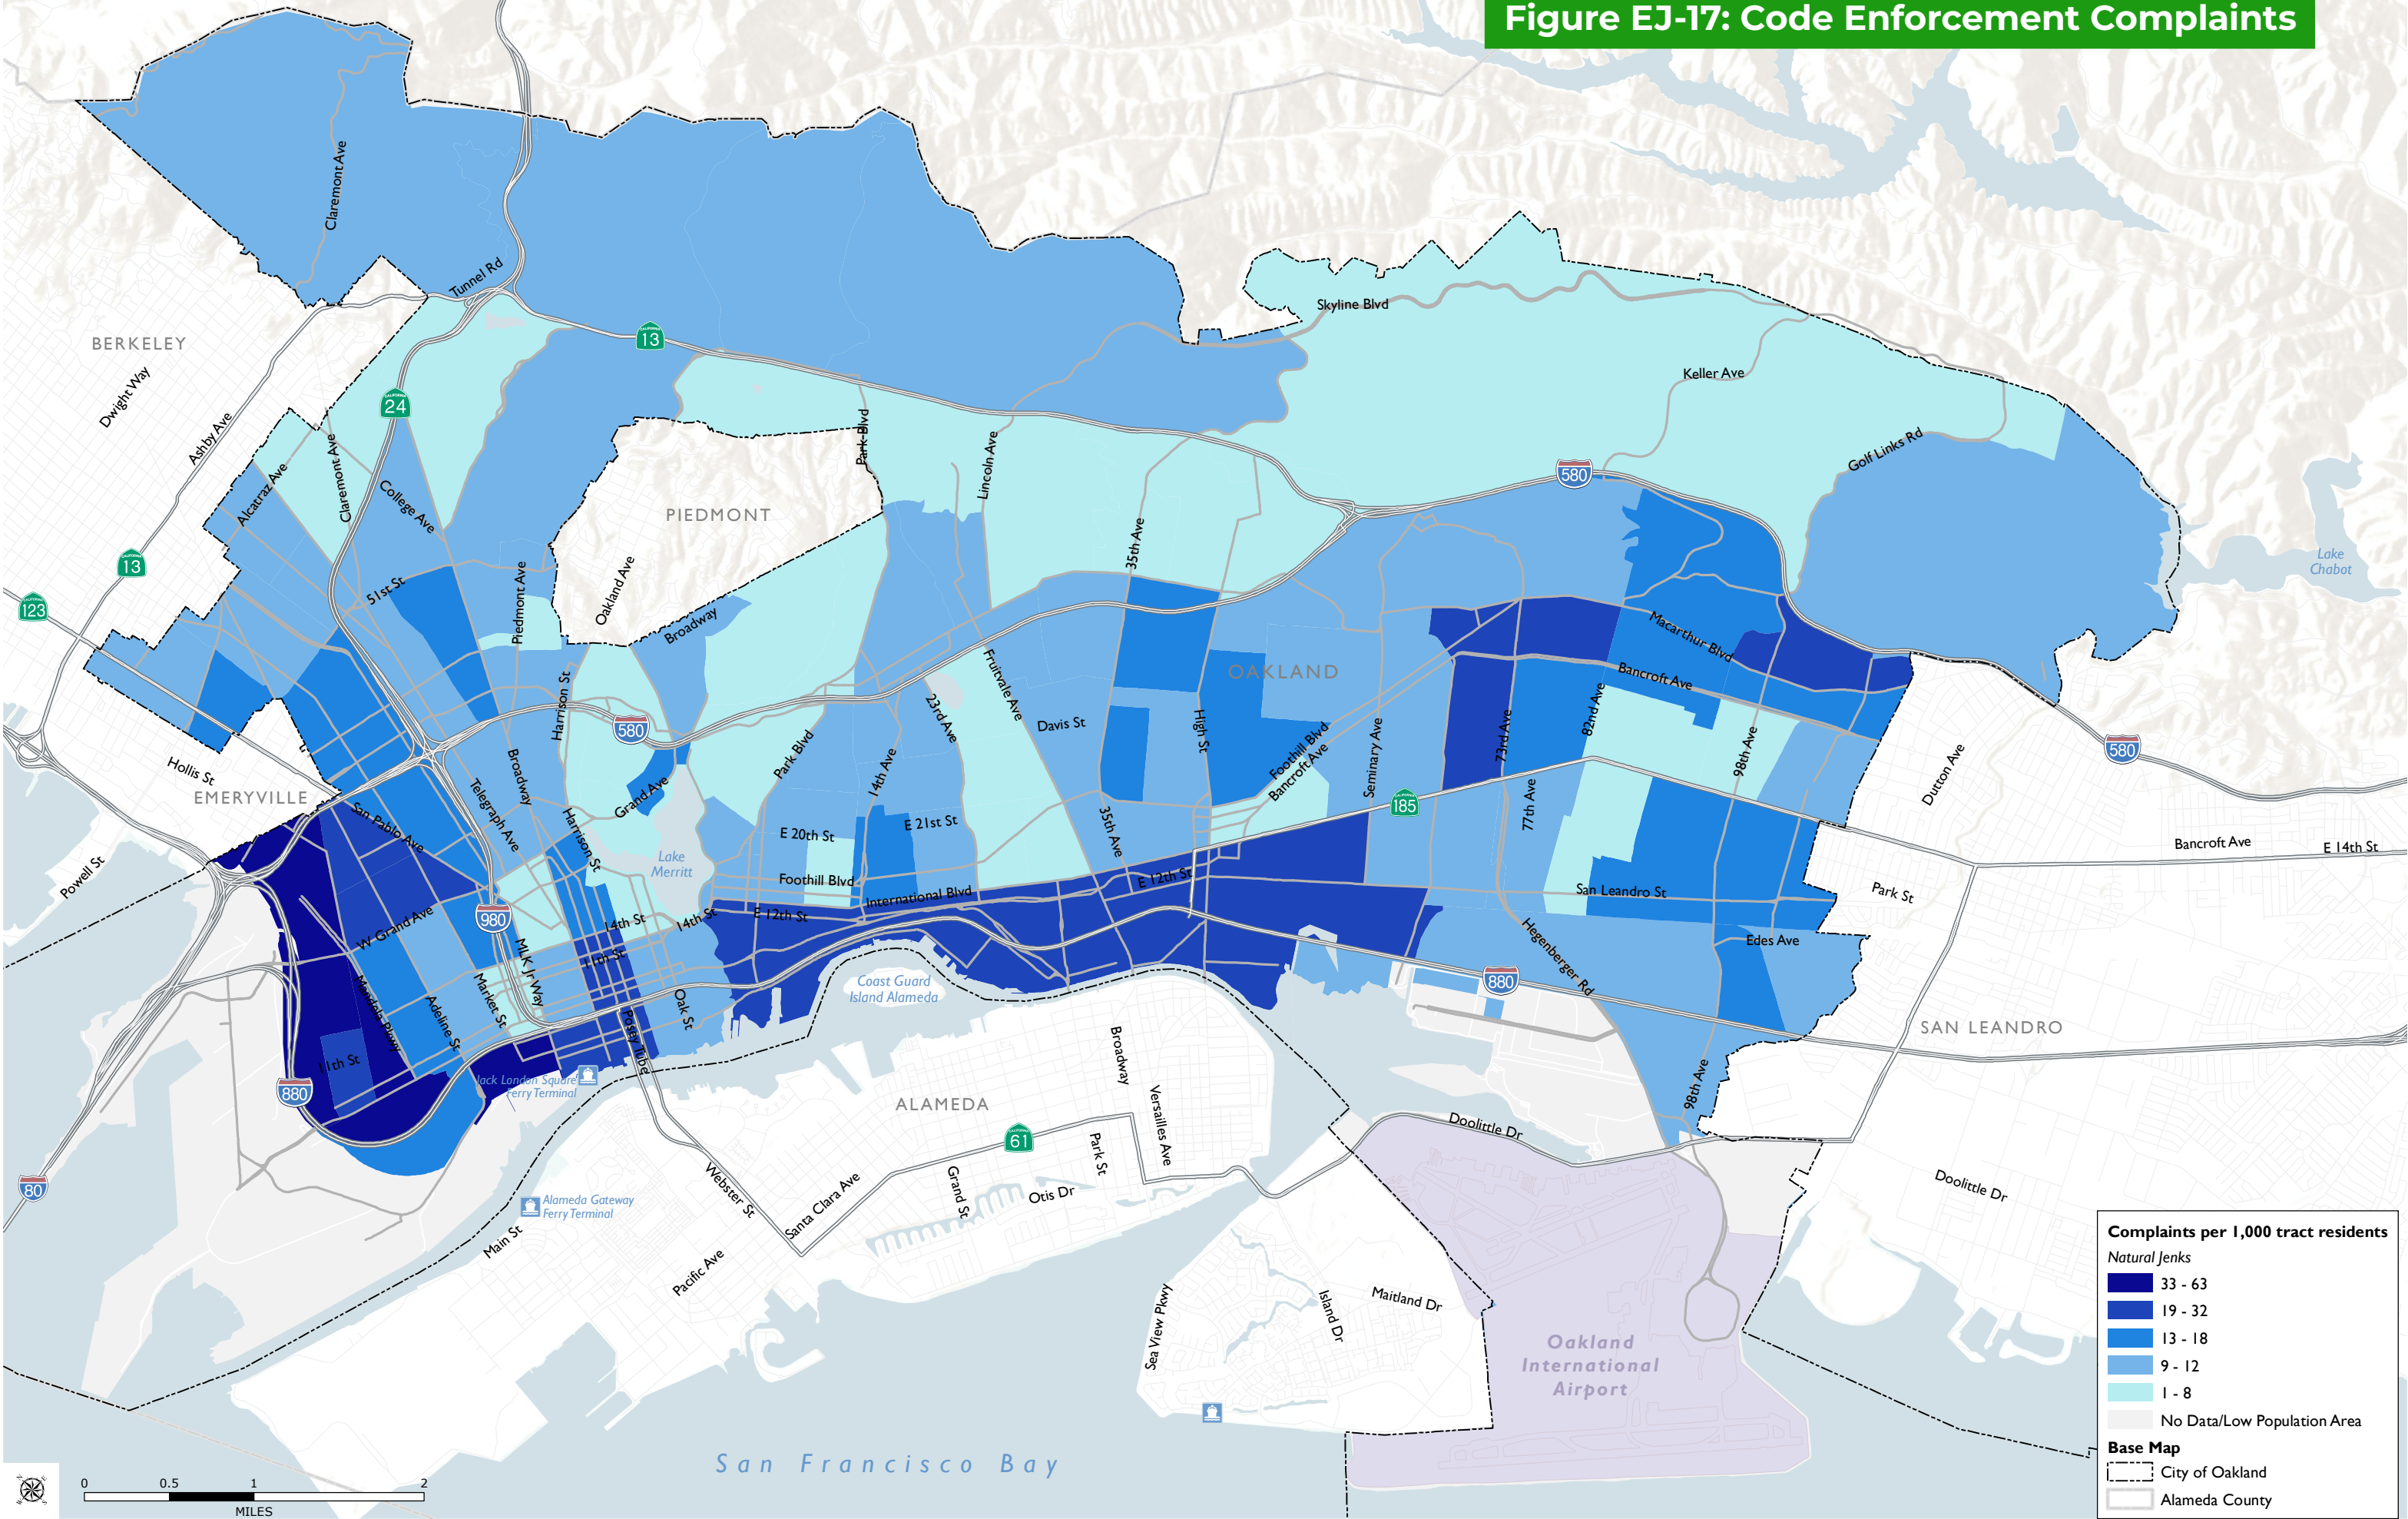 Figure EJ-17: Code Enforcement Complaints
Claremont Ave
Tunnel Rd
CALIFORNIA
13
Skyline Blvd
BERKELEY
Dwight Way
Ashby Ave
CALIFORNIA
24
Keller Ave
Park Blvd
Lincoln Ave
Golf Links Rd
Alcatraz Ave
Claremont Ave
College Ave
PIEDMONT
580
35th Ave
CALIFORNIA
13
Lake
Chabot
CALIFORNIA
123
51st St
Piedmont Ave
Oakland Ave
Broadway
Macarthur Blvd
OAKLAND
Bancroft Ave
Harrison St
Fruitvale Ave
23rd Ave
Davis St
High St
82nd Ave
73rd Ave
98th Ave
580
580
Hollis St
EMERYVILLE
Broadway
Telegraph Ave
Park Blvd
14th Ave
Foothill Blvd
Bancroft Ave
Seminary Ave
Dutton Ave
Grand Ave
San Pablo Ave
Harrison St
E 20th St
E 21st St
35th Ave
CALIFORNIA
185
77th Ave
Bancroft Ave
E 14th St
Powell St
Lake
Merritt
Foothill Blvd
International Blvd
E 12th St
San Leandro St
Park St
980
W Grand Ave
14th St
14th St
E 12th St
11th St
MLK Jr Way
Hegenberger Rd
Edes Ave
Mandela Pkwy
Market St
Adeline St
Oak St
Posey Tube
Coast Guard
Island Alameda
880
SAN LEANDRO
11th St
880
Jack London Square
Ferry Terminal
Broadway
98th Ave
ALAMEDA
Versailles Ave
CALIFORNIA
61
Doolittle Dr
Park St
80
Webster St
Santa Clara Ave
Grand St
Otis Dr
Doolittle Dr
Alameda Gateway
Ferry Terminal
Main St
Pacific Ave
Sea View Pkwy
Island Dr
Maitland Dr
Oakland
International
Airport
San Francisco Bay
Complaints per 1,000 tract residents
Natural Jenks
33 - 63
19 - 32
13 - 18
9 - 12
1 - 8
No Data/Low Population Area
Base Map
City of Oakland
Alameda County
0 0.5 1 2
MILES